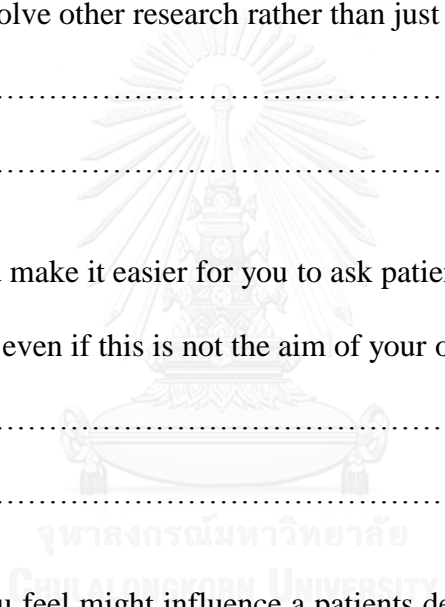 olve other research rather than just
………………………………………
………………………………………
make it easier for you to ask patie
even if this is not the aim of your o
………………………………………
………………………………………
จุฬาลงกรณ์มหาวิทยาลัย
feel might influence a patients de
CHULALONGKORN UNIVERSITY